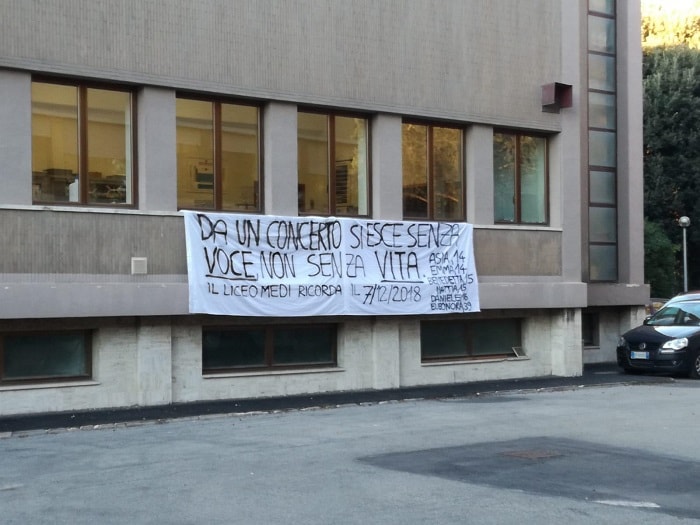 DA UN CONCERTO SI ESCE SENZA
VOCE, NON SENZA VITA.
IL LICEO MEDI RICORDA IL 7/12/2018
ASIA, 14
EMMA, 14
BENEDETTA, 15
MATTIA, 15
DANIELE, 16
ELEONORA, 39